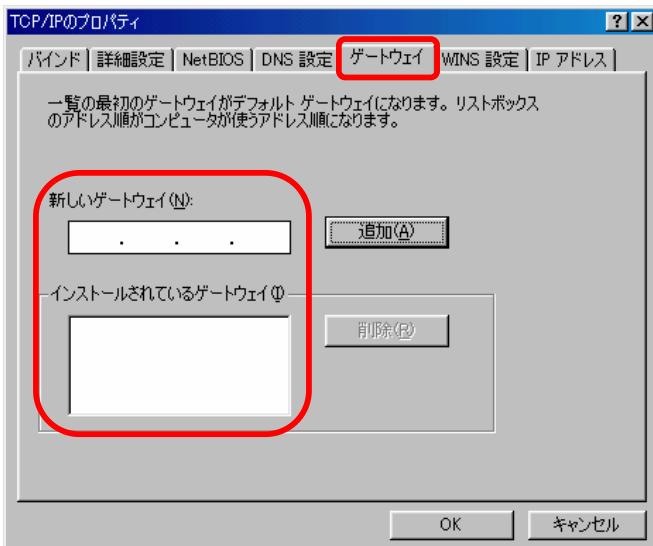 TCP/IPのプロパティ
バインド 詳細設定 NetBIOS DNS 設定 ゲートウェイ WINS 設定 IP アドレス
一覧の最初のゲートウェイがデフォルト ゲートウェイになります。リストボックス
のアドレス順がコンピュータが使うアドレス順になります。
新しいゲートウェイ(N):
. . .
追加(A)
インストールされているゲートウェイ(I)
削除(R)
OK キャンセル